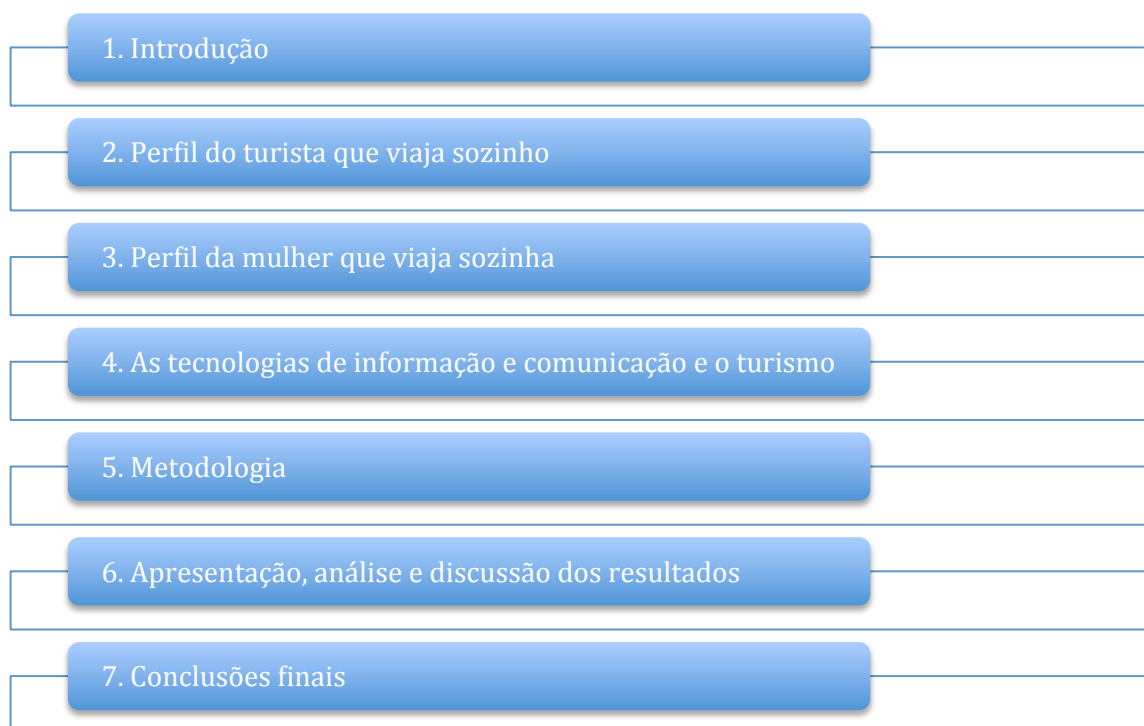 1. Introdução
2. Perfil do turista que viaja sozinho
3. Perfil da mulher que viaja sozinha
4. As tecnologias de informação e comunicação e o turismo
5. Metodologia
6. Apresentação, análise e discussão dos resultados
7. Conclusões finais